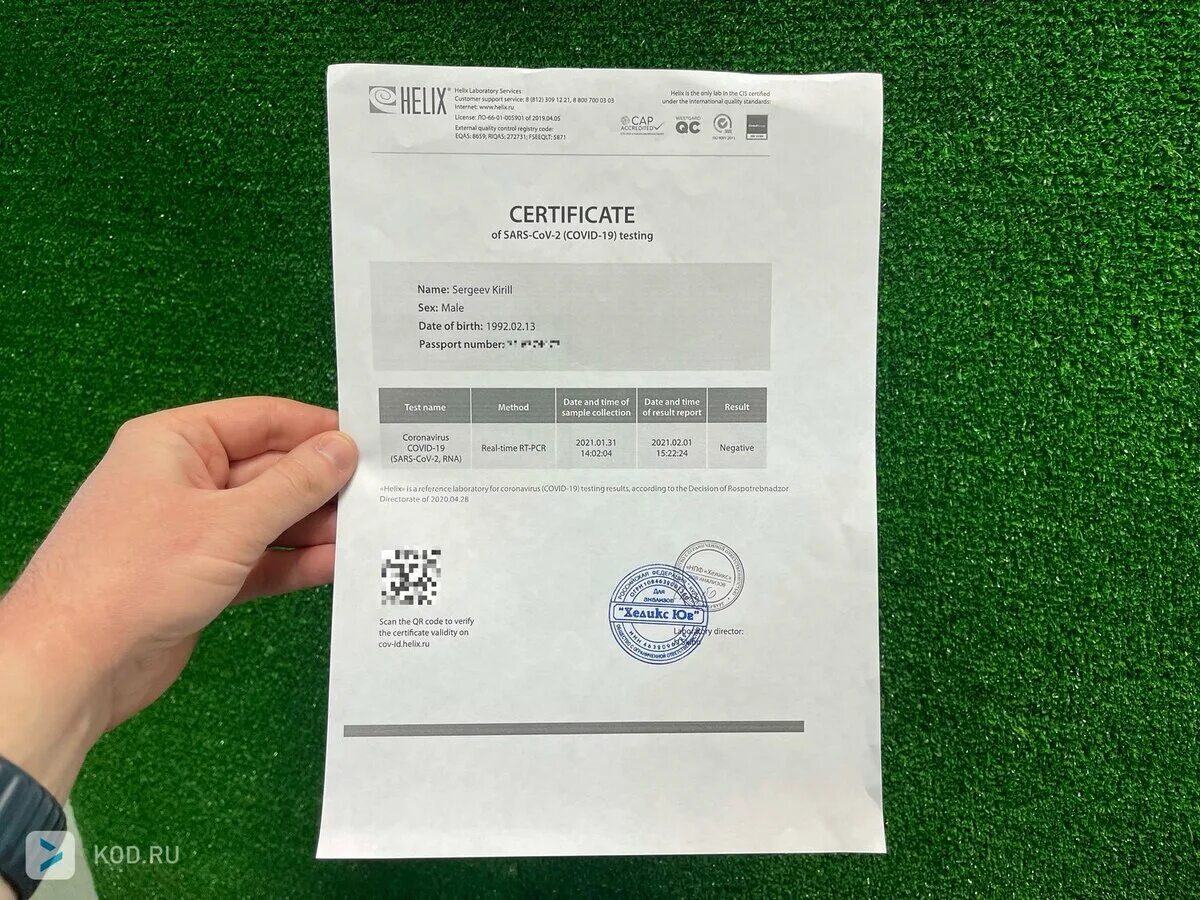 HELIX
Helix Laboratory Services
Customer support service: 8 (812) 309 12 21, 8 800 700 03 03
Internet: www.helix.ru
License: ЛО-66-01-005901 of 2019.04.05
External quality control registry code:
EQAS: 8659; RIQAS: 272731; FSEEQLT: 5871
Helix is the only lab in the CIS certified
under the international quality standards:
CAP
ACCREDITED
WESTGARD
QC
CERTIFICATE
of SARS-CoV-2 (COVID-19) testing
Name: Sergeev Kirill
Sex: Male
Date of birth: 1992.02.13
Passport number:
Test name
Method
Date and time of
sample collection
Date and time
of result report
Result
Coronavirus
COVID-19
(SARS-CoV-2, RNA)
Real-time RT-PCR
2021.01.31
14:02:04
2021.02.01
15:22:24
Negative
«Helix» is a reference laboratory for coronavirus (COVID-19) testing results, according to the Decision of Rospotrebnadzor
Directorate of 2020.04.28
Scan the QR code to verify
the certificate validity on
cov-id.helix.ru
«НПФ «Хеликс»
Для
анализов
"Хеликс Юг"
Laboratory director:
KOD.RU